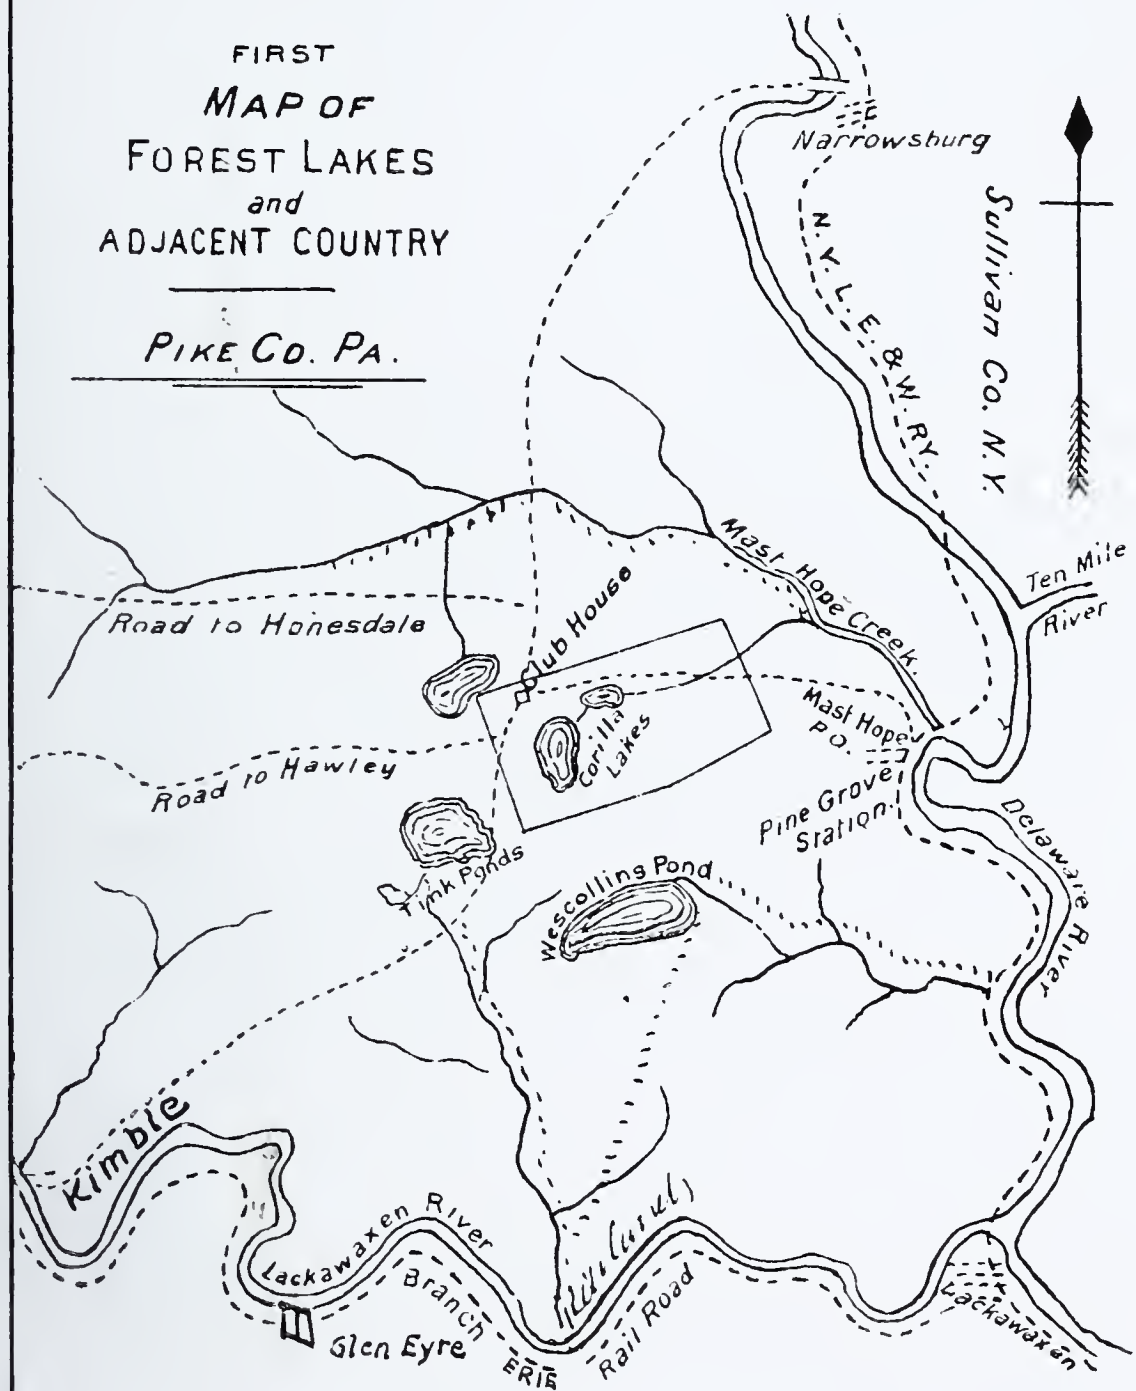 FIRST
MAP OF
FOREST LAKES
and
ADJACENT COUNTRY
PIKE CO. PA.
Narrowsburg
Sullivan Co. N.Y.
N. Y. L. E. & W. RY.
Ten Mile
River
Mast Hope Creek.
Road to Honesdale
Club House
Corilla
Lakes
Mast Hope
P.O.
Road to Hawley
Pine Grove
Station.
Delaware River
Tink Ponds
Wescolling Pond
Kimble
Lackawaxen River
Branch
ERIE
Rail Road
Glen Eyre
Lackawaxen